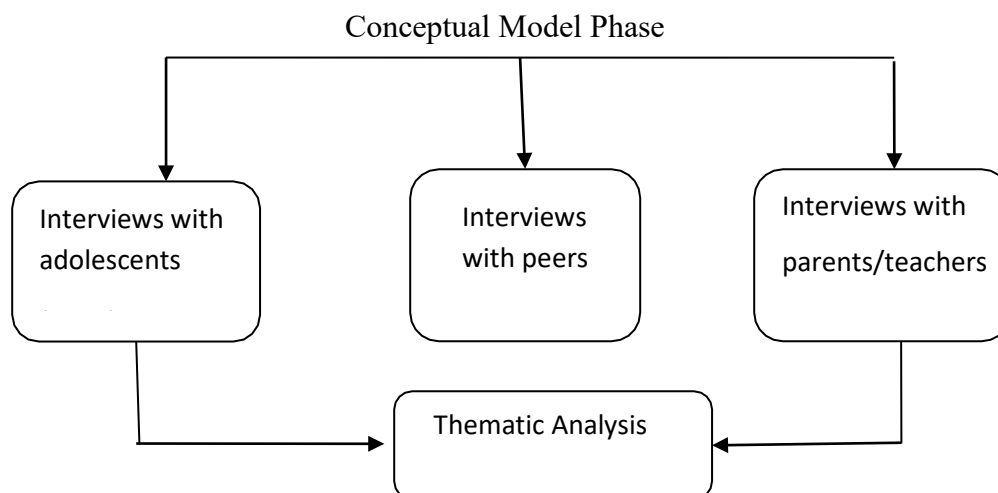 Conceptual Model Phase
Interviews with
adolescents
Interviews
with peers
Interviews with
parents/teachers
Thematic Analysis